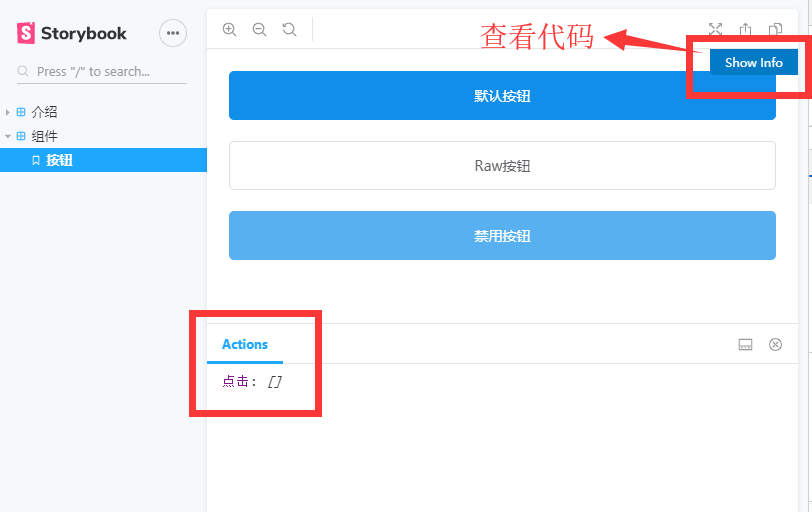 Storybook
Press "/" to search...
介绍
组件
按钮
查看代码
Show Info
默认按钮
Raw按钮
禁用按钮
Actions
点击: []